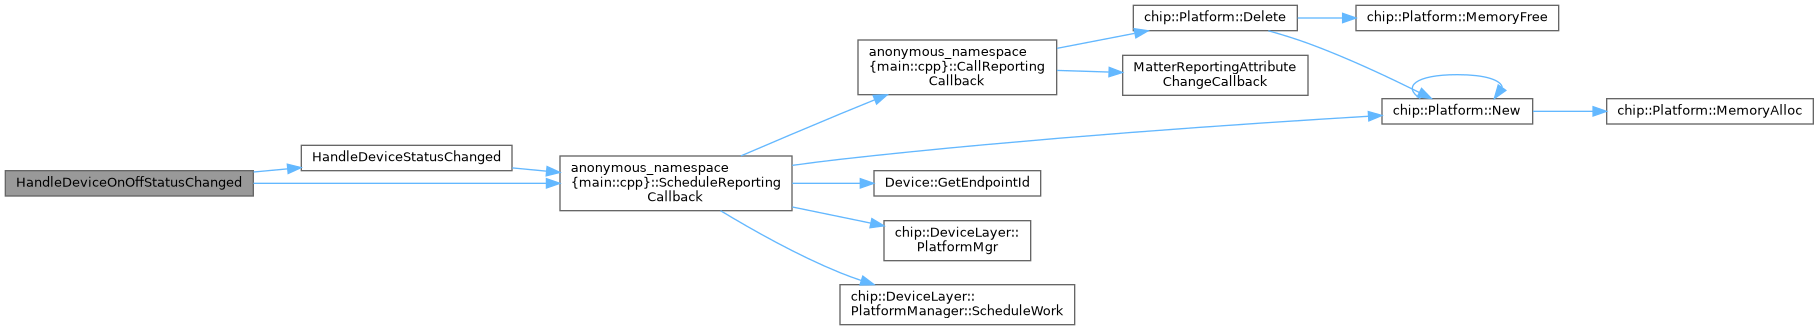 HandleDeviceOnOffStatusChanged
HandleDeviceStatusChanged
anonymous_namespace
{main::cpp}::ScheduleReporting
Callback
anonymous_namespace
{main::cpp}::CallReporting
Callback
chip::Platform::Delete
chip::Platform::MemoryFree
MatterReportingAttribute
ChangeCallback
chip::Platform::New
chip::Platform::MemoryAlloc
Device::GetEndpointId
chip::DeviceLayer::
PlatformMgr
chip::DeviceLayer::
PlatformManager::ScheduleWork